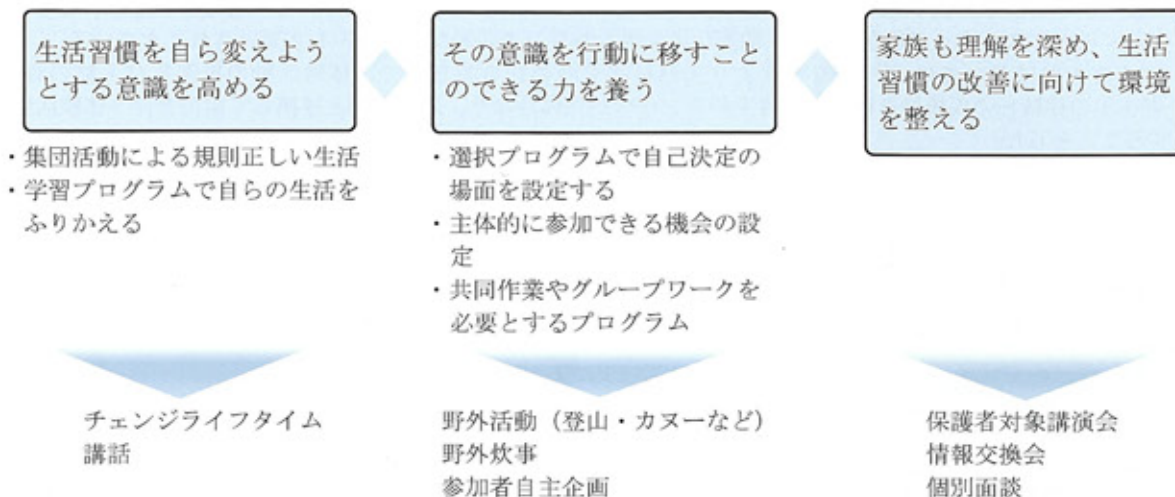 生活習慣を自ら変えよう
とする意識を高める
・集団活動による規則正しい生活
・学習プログラムで自らの生活を
ふりかえる
チェンジライフタイム
講話
その意識を行動に移すこと
のできる力を養う
・選択プログラムで自己決定の
場面を設定する
・主体的に参加できる機会の設
定
・共同作業やグループワークを
必要とするプログラム
野外活動（登山・カヌーなど）
野外炊事
参加者自主企画
家族も理解を深め、生活
習慣の改善に向けて環境
を整える
保護者対象講演会
情報交換会
個別面談